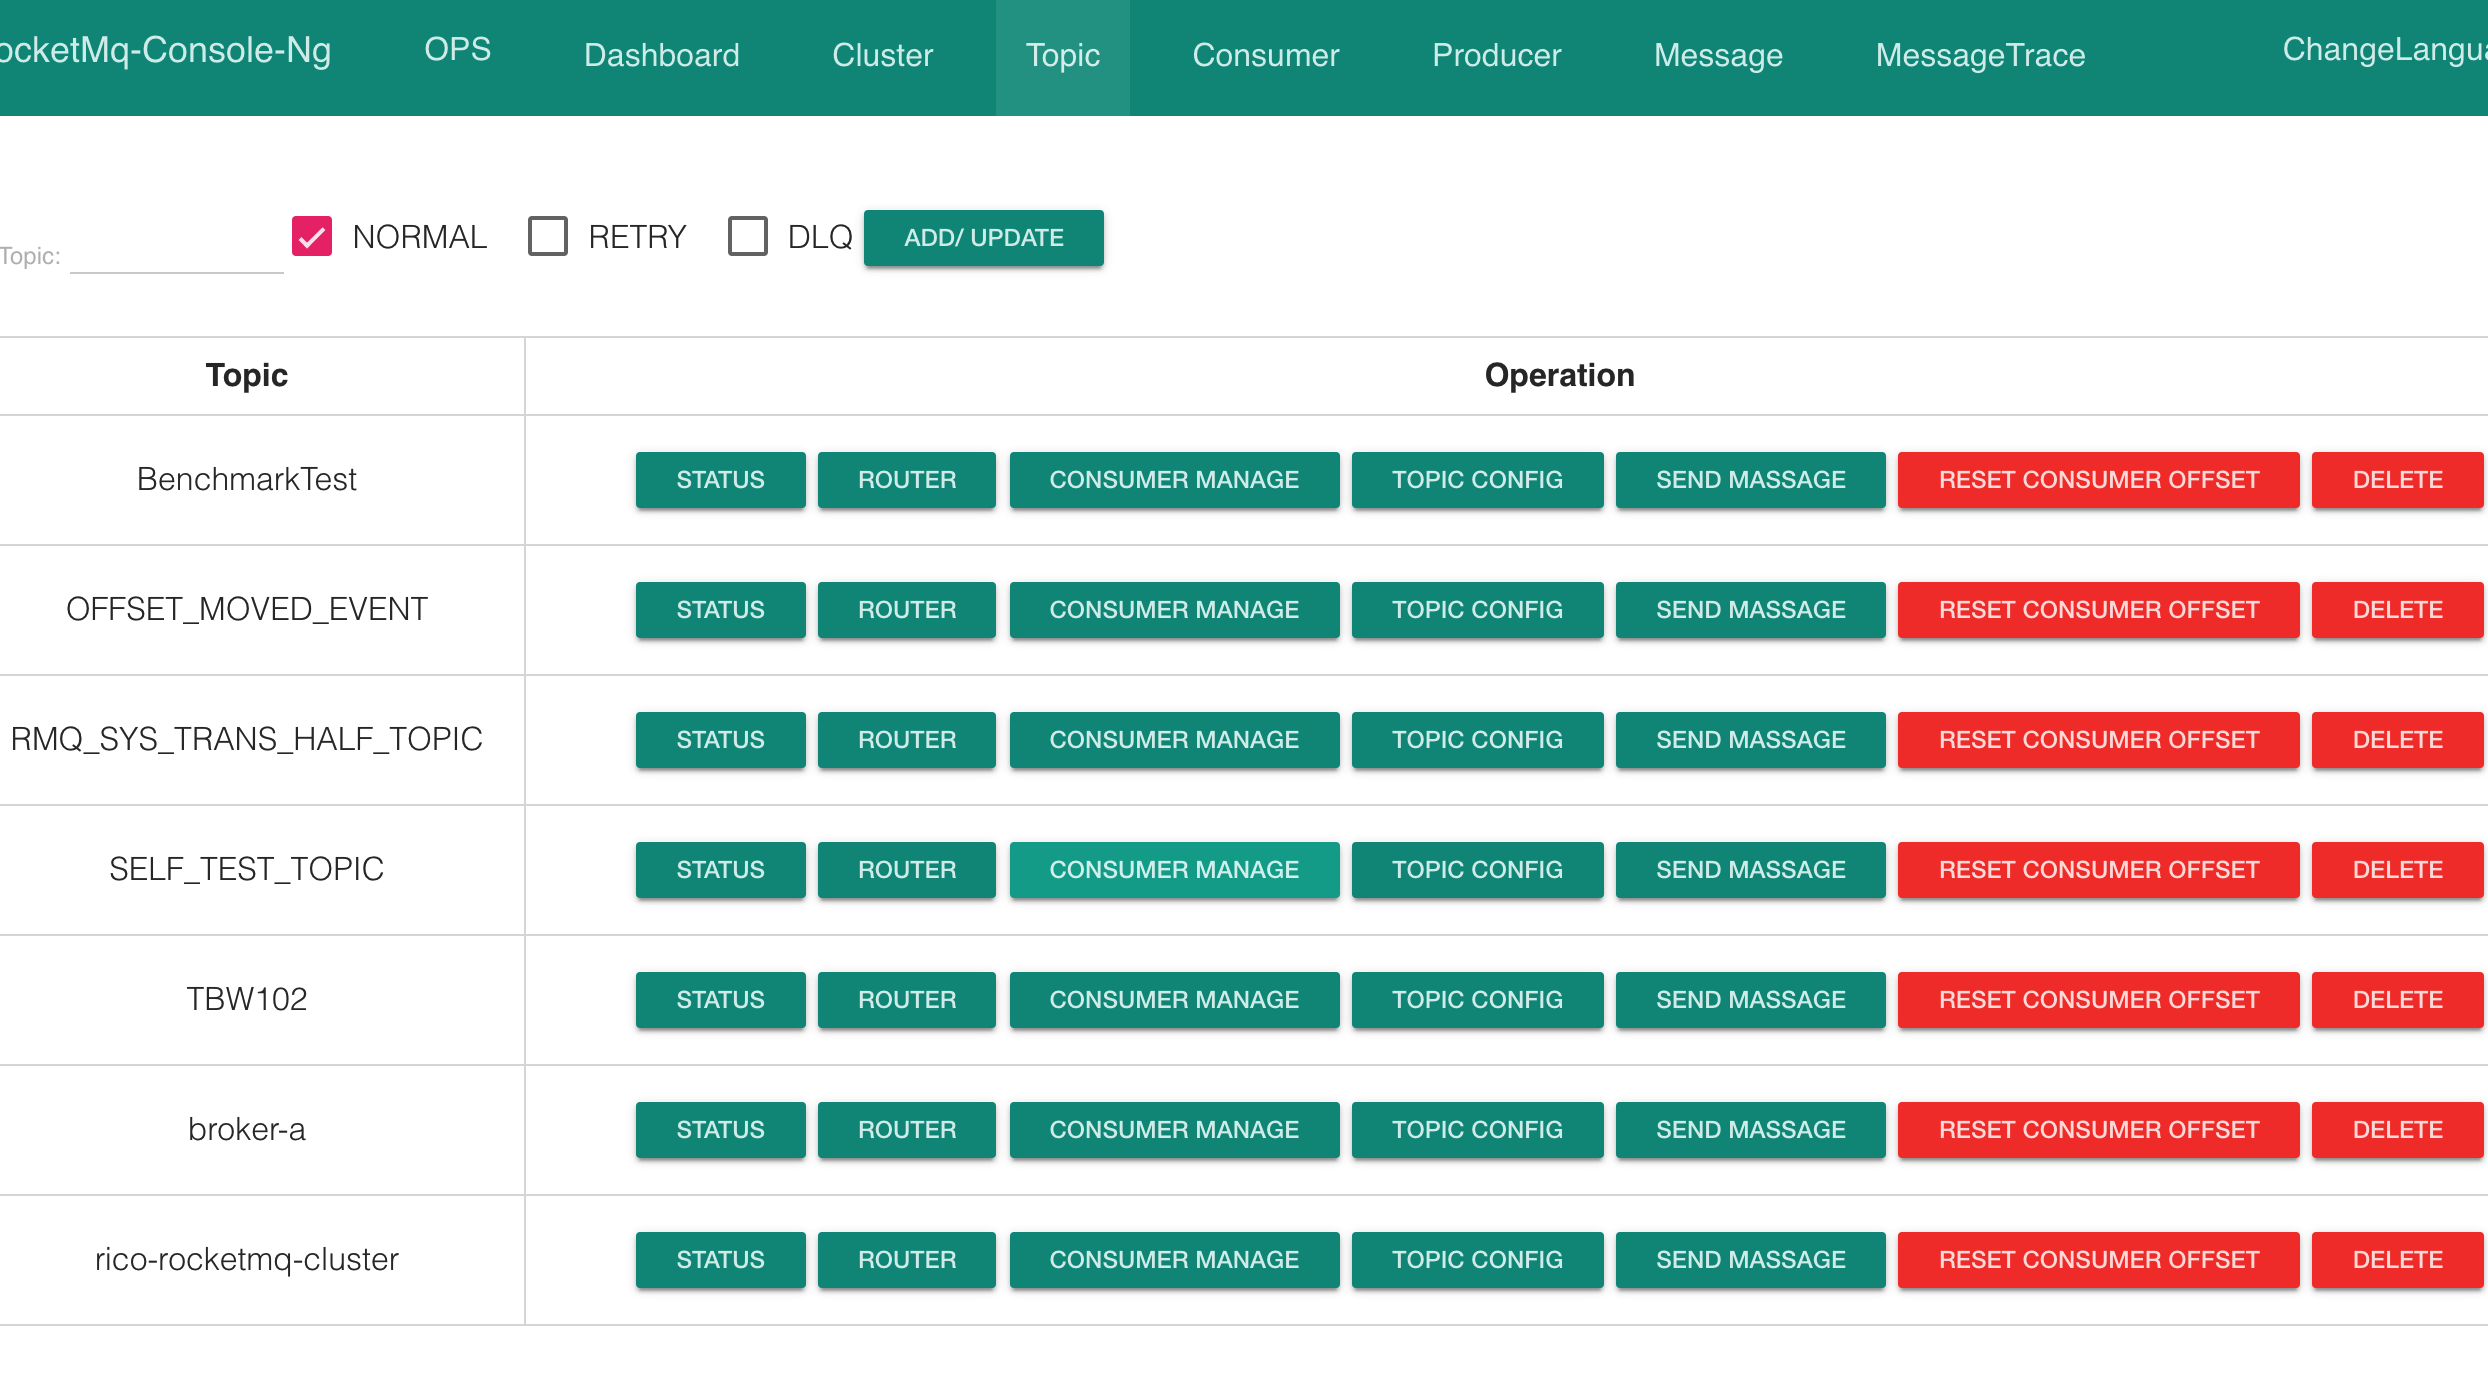 ocketMq-Console-Ng OPS Dashboard Cluster Topic Consumer Producer Message MessageTrace ChangeLangua
Topic: NORMAL RETRY DLQ ADD/ UPDATE
Topic Operation
BenchmarkTest STATUS ROUTER CONSUMER MANAGE TOPIC CONFIG SEND MASSAGE RESET CONSUMER OFFSET DELETE
OFFSET_MOVED_EVENT STATUS ROUTER CONSUMER MANAGE TOPIC CONFIG SEND MASSAGE RESET CONSUMER OFFSET DELETE
RMQ_SYS_TRANS_HALF_TOPIC STATUS ROUTER CONSUMER MANAGE TOPIC CONFIG SEND MASSAGE RESET CONSUMER OFFSET DELETE
SELF_TEST_TOPIC STATUS ROUTER CONSUMER MANAGE TOPIC CONFIG SEND MASSAGE RESET CONSUMER OFFSET DELETE
TBW102 STATUS ROUTER CONSUMER MANAGE TOPIC CONFIG SEND MASSAGE RESET CONSUMER OFFSET DELETE
broker-a STATUS ROUTER CONSUMER MANAGE TOPIC CONFIG SEND MASSAGE RESET CONSUMER OFFSET DELETE
rico-rocketmq-cluster STATUS ROUTER CONSUMER MANAGE TOPIC CONFIG SEND MASSAGE RESET CONSUMER OFFSET DELETE